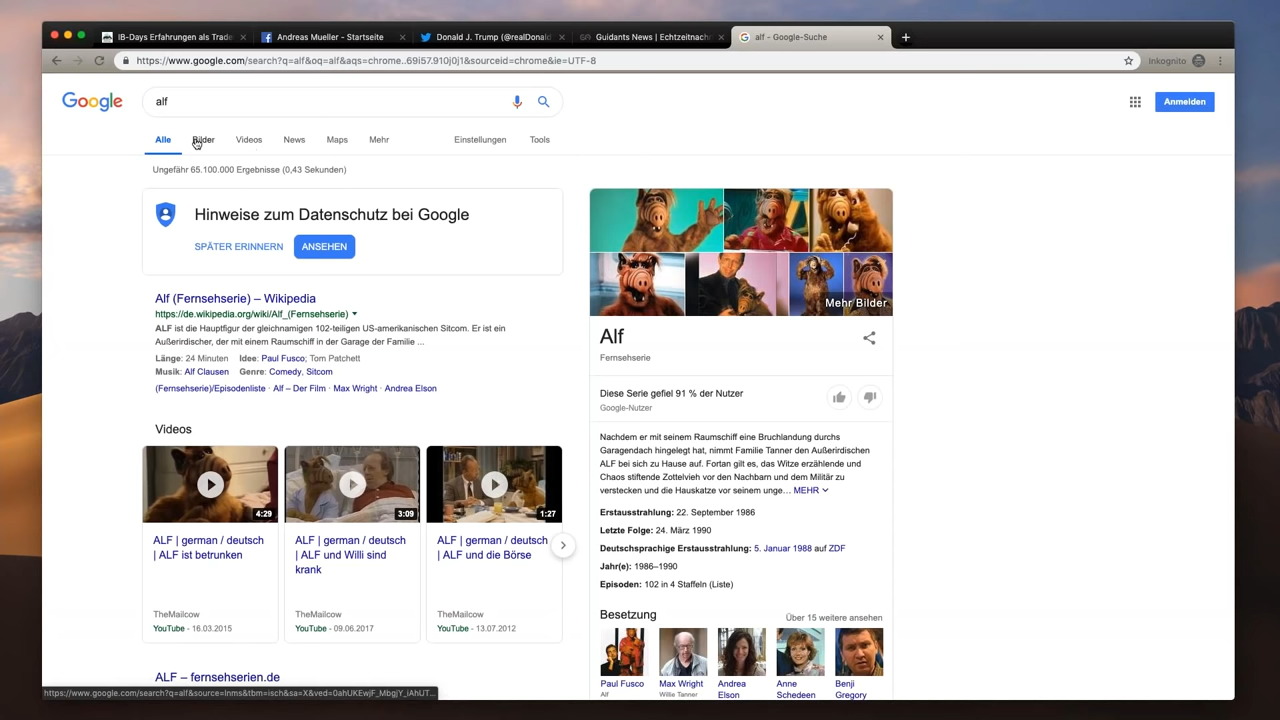 IB-Days Erfahrungen als Trade
Andreas Mueller - Startseite
Donald J. Trump (@realDonald
Guidants News | Echtzeitnach
alf - Google-Suche
https://www.google.com/search?q=alf&oq=alf&aqs=chrome..69i57.910j0j1&sourceid=chrome&ie=UTF-8
Inkognito
Google
alf
Anmelden
Alle Bilder Videos News Maps Mehr Einstellungen Tools
Ungefähr 65.100.000 Ergebnisse (0,43 Sekunden)
Hinweise zum Datenschutz bei Google
SPÄTER ERINNERN ANSEHEN
Alf (Fernsehserie) – Wikipedia
https://de.wikipedia.org/wiki/Alf_(Fernsehserie)
ALF ist die Hauptfigur der gleichnamigen 102-teiligen US-amerikanischen Sitcom. Er ist ein
Außerirdischer, der mit einem Raumschiff in der Garage der Familie ...
Länge: 24 Minuten Idee: Paul Fusco; Tom Patchett
Musik: Alf Clausen Genre: Comedy, Sitcom
(Fernsehserie)/Episodenliste · Alf – Der Film · Max Wright · Andrea Elson
Videos
4:29
3:09
1:27
ALF | german / deutsch
| ALF ist betrunken
TheMailcow
YouTube - 16.03.2015
ALF | german / deutsch
| ALF und Willi sind
krank
TheMailcow
YouTube - 09.06.2017
ALF | german / deutsch
| ALF und die Börse
TheMailcow
YouTube - 13.07.2012
ALF – fernsehserien.de
Mehr Bilder
Alf
Fernsehserie
Diese Serie gefiel 91 % der Nutzer
Google-Nutzer
Nachdem er mit seinem Raumschiff eine Bruchlandung durchs
Garagendach hingelegt hat, nimmt Familie Tanner den Außerirdischen
ALF bei sich zu Hause auf. Fortan gilt es, das Witze erzählende und
Chaos stiftende Zottelvieh vor den Nachbarn und dem Militär zu
verstecken und die Hauskatze vor seinem unge… MEHR
Erstausstrahlung: 22. September 1986
Letzte Folge: 24. März 1990
Deutschsprachige Erstausstrahlung: 5. Januar 1988 auf ZDF
Jahr(e): 1986–1990
Episoden: 102 in 4 Staffeln (Liste)
Besetzung
Über 15 weitere ansehen
Paul Fusco
Alf
Max Wright
Willie Tanner
Andrea
Elson
Anne
Schedeen
Benji
Gregory